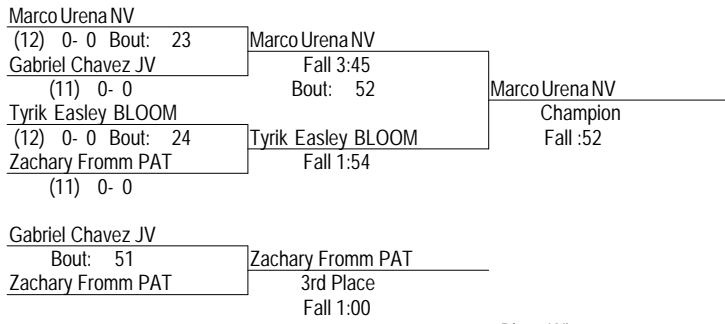 Marco Urena NV
(12) 0- 0 Bout: 23
Marco Urena NV
Gabriel Chavez JV
Fall 3:45
(11) 0- 0
Bout: 52
Marco Urena NV
Tyrik Easley BLOOM
Champion
(12) 0- 0 Bout: 24
Tyrik Easley BLOOM
Fall :52
Zachary Fromm PAT
Fall 1:54
(11) 0- 0
Gabriel Chavez JV
Bout: 51
Zachary Fromm PAT
Zachary Fromm PAT
3rd Place
Fall 1:00